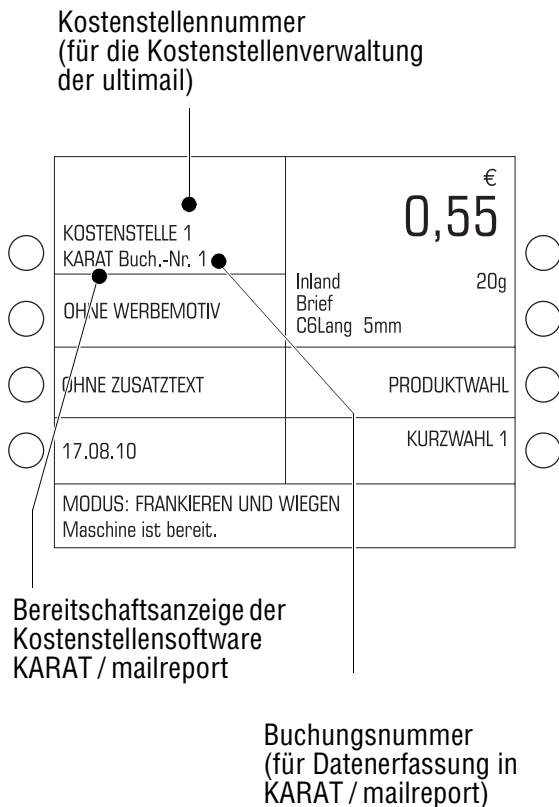 Kostenstellennummer
(für die Kostenstellenverwaltung
der ultimail)
€
0,55
KOSTENSTELLE 1
KARAT Buch.-Nr. 1
Inland 20g
Brief
C6Lang 5mm
OHNE WERBEMOTIV
OHNE ZUSATZTEXT
PRODUKTWAHL
17.08.10
KURZWAHL 1
MODUS: FRANKIEREN UND WIEGEN
Maschine ist bereit.
Bereitschaftsanzeige der
Kostenstellensoftware
KARAT / mailreport
Buchungsnummer
(für Datenerfassung in
KARAT / mailreport)